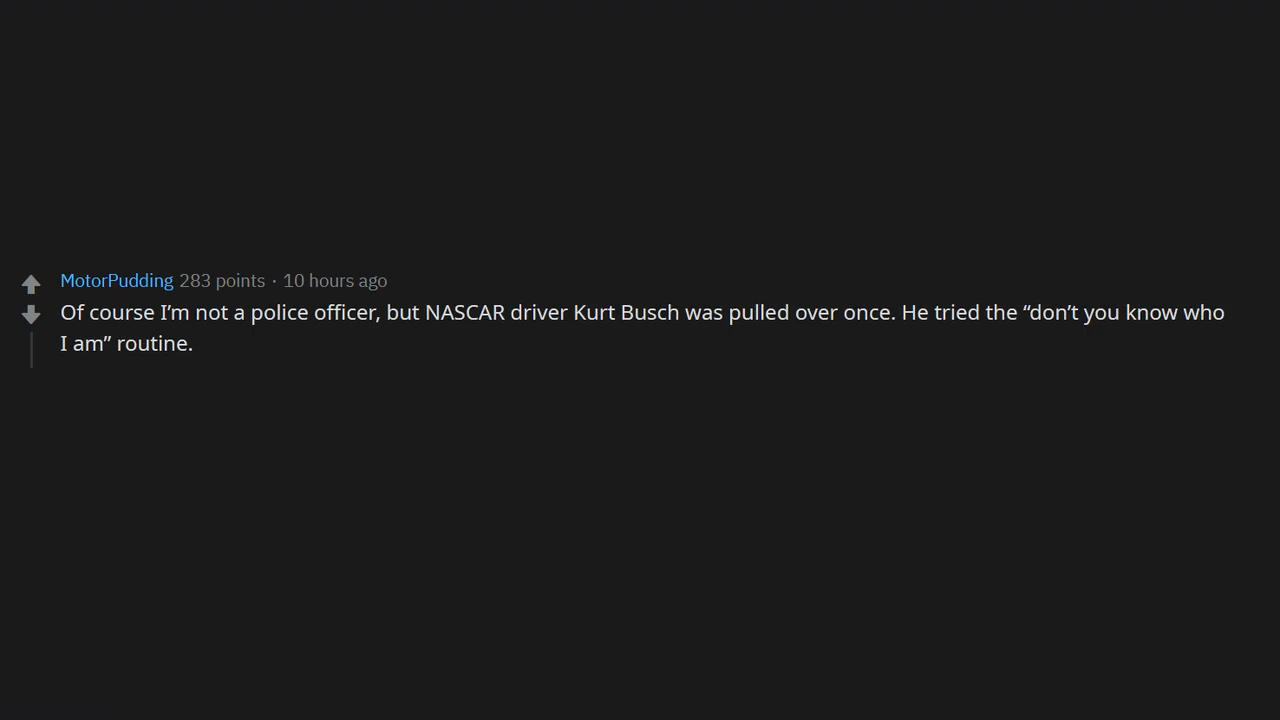 MotorPudding 283 points · 10 hours ago
Of course I’m not a police officer, but NASCAR driver Kurt Busch was pulled over once. He tried the “don’t you know who
I am” routine.